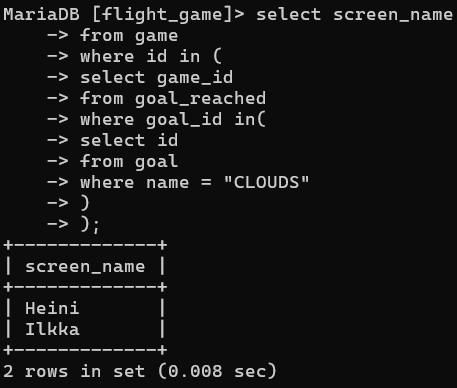 MariaDB [flight_game]> select screen_name
    -> from game
    -> where id in (
    -> select game_id
    -> from goal_reached
    -> where goal_id in(
    -> select id
    -> from goal
    -> where name = "CLOUDS"
    -> )
    -> );
+-------------+
| screen_name |
+-------------+
| Heini       |
| Ilkka       |
+-------------+
2 rows in set (0.008 sec)